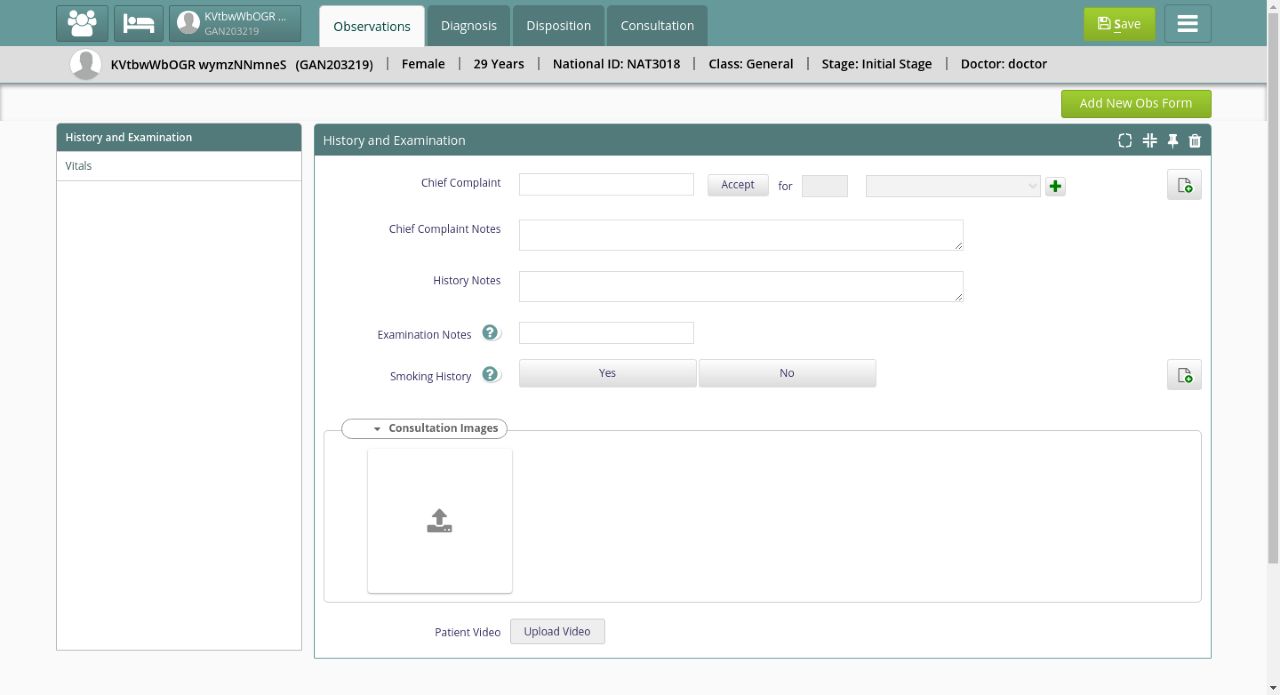 KVtbwWbOGR ...
GAN203219
Observations
Diagnosis
Disposition
Consultation
Save
KVtbwWbOGR wymzNNmneS (GAN203219) | Female | 29 Years | National ID: NAT3018 | Class: General | Stage: Initial Stage | Doctor: doctor
Add New Obs Form
History and Examination
Vitals
History and Examination
Chief Complaint
Accept
for
Chief Complaint Notes
History Notes
Examination Notes ?
Smoking History ?
Yes
No
Consultation Images
Patient Video
Upload Video